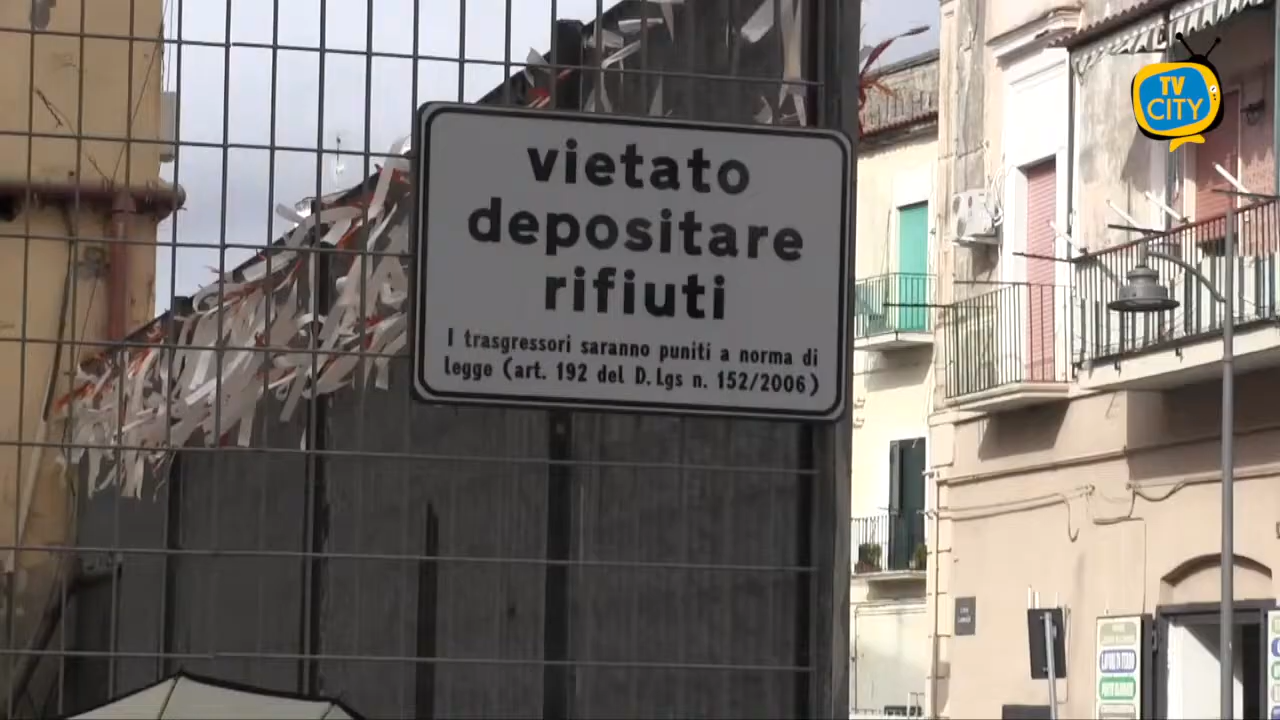 TV
CITY
vietato
depositare
rifiuti
I trasgressori saranno puniti a norma di
legge (art. 192 del D.Lgs n. 152/2006)